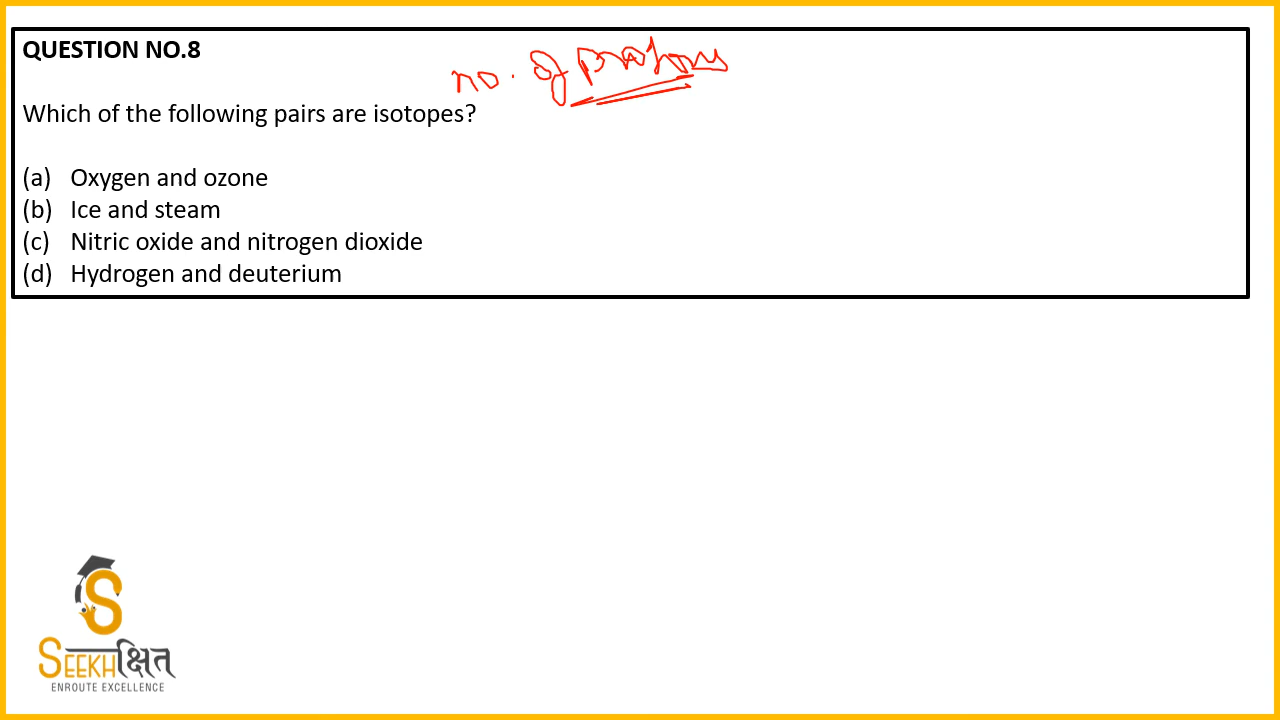 QUESTION NO.8
no. of protons
Which of the following pairs are isotopes?
(a) Oxygen and ozone
(b) Ice and steam
(c) Nitric oxide and nitrogen dioxide
(d) Hydrogen and deuterium
S
SEEKHक्षित
ENROUTE EXCELLENCE